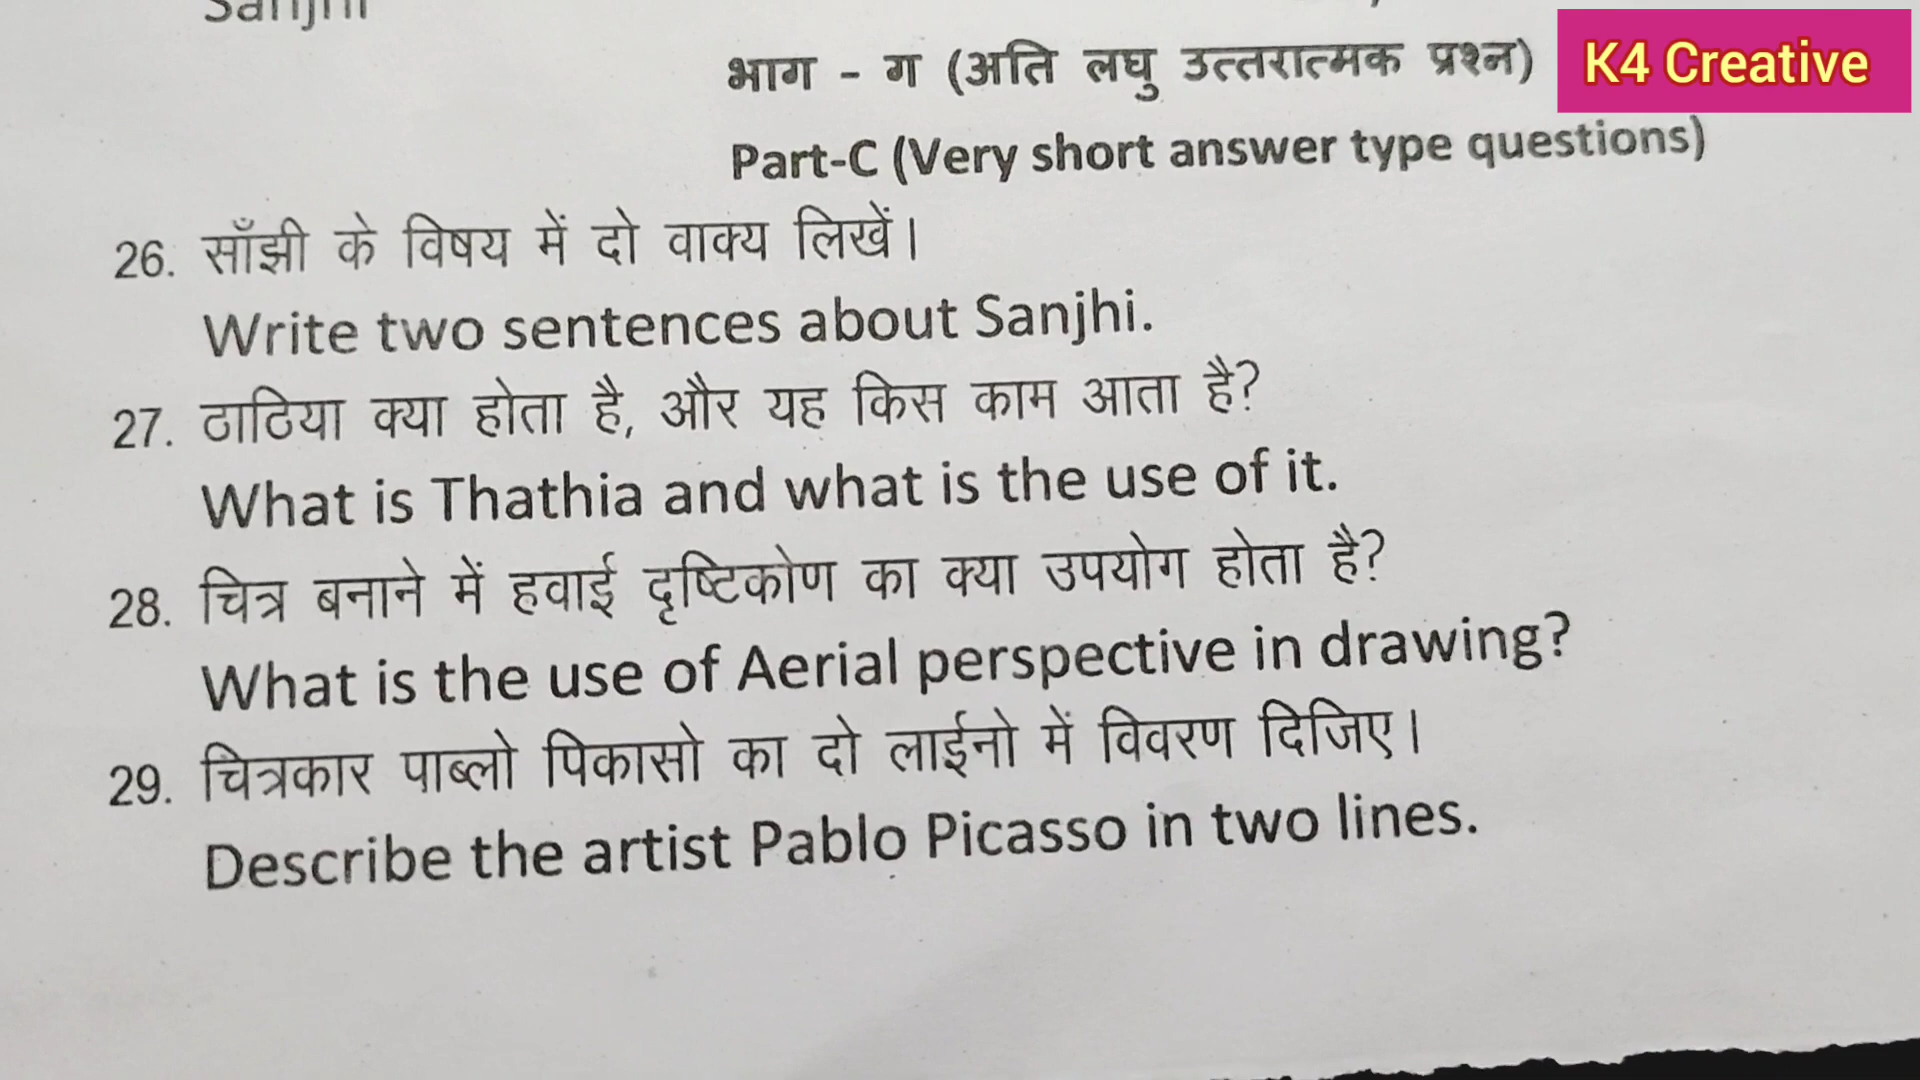 Sanjhi
भाग - ग (अति लघु उत्तरात्मक प्रश्न)
K4 Creative
Part-C (Very short answer type questions)
26. साँझी के विषय में दो वाक्य लिखें।
Write two sentences about Sanjhi.
27. ठाठिया क्या होता है, और यह किस काम आता है?
What is Thathia and what is the use of it.
28. चित्र बनाने में हवाई दृष्टिकोण का क्या उपयोग होता है?
What is the use of Aerial perspective in drawing?
29. चित्रकार पाब्लो पिकासो का दो लाईनो में विवरण दिजिए।
Describe the artist Pablo Picasso in two lines.